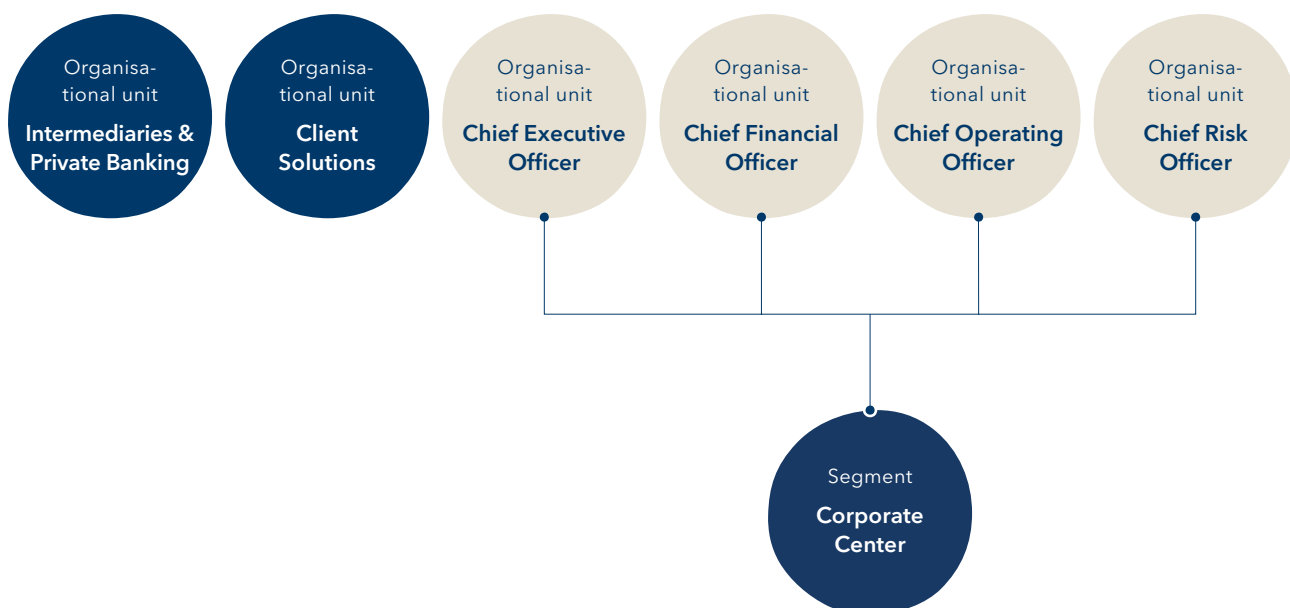 Organisa-
tional unit
Intermediaries &
Private Banking
Organisa-
tional unit
Client
Solutions
Organisa-
tional unit
Chief Executive
Officer
Organisa-
tional unit
Chief Financial
Officer
Organisa-
tional unit
Chief Operating
Officer
Organisa-
tional unit
Chief Risk
Officer
Segment
Corporate
Center